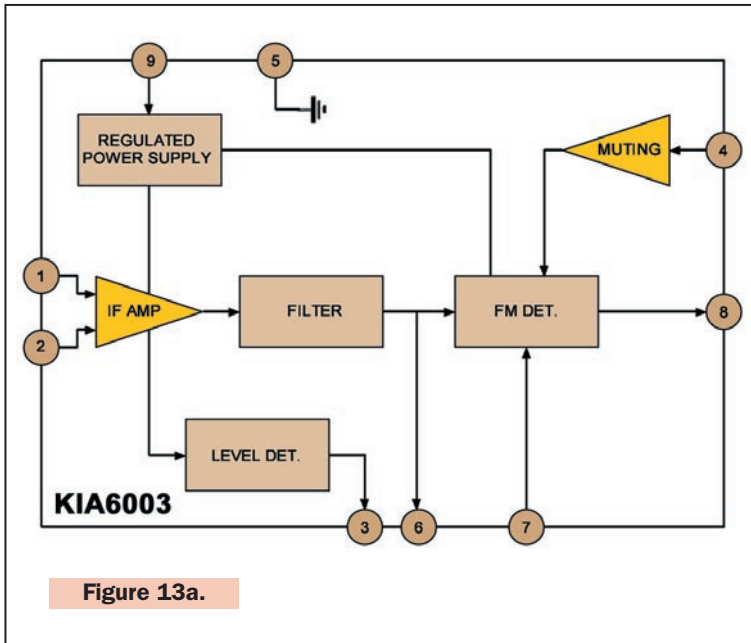 9
5
REGULATED
POWER SUPPLY
MUTING
4
1
2
IF AMP
FILTER
FM DET.
8
LEVEL DET.
KIA6003
3
6
7
Figure 13a.